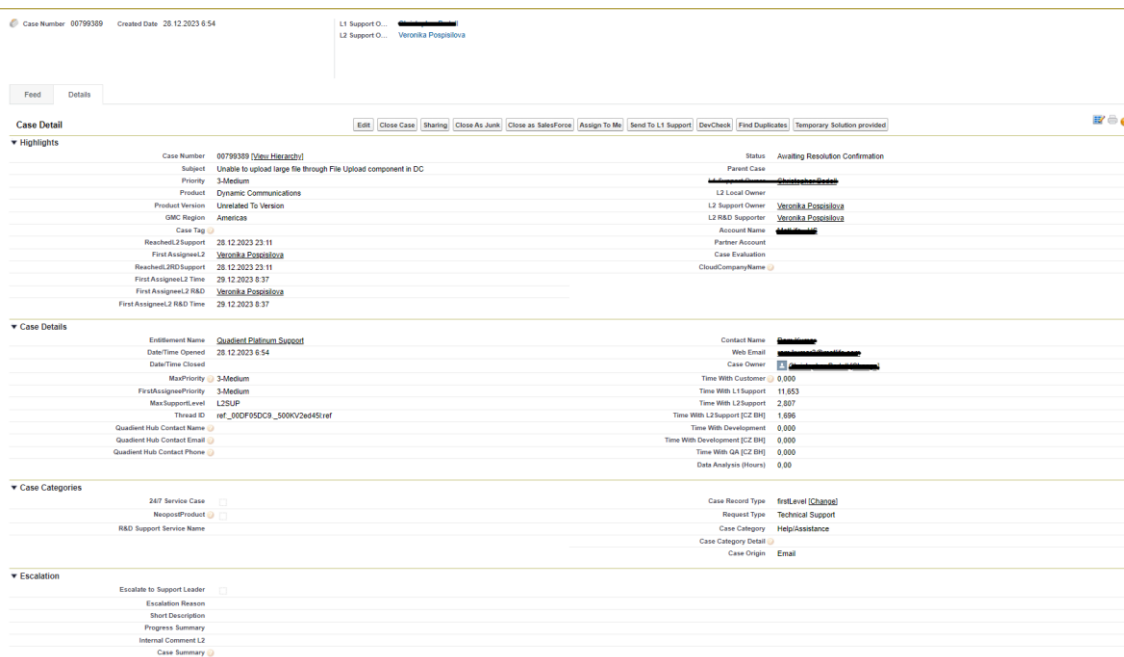 Case Number 00799389 Created Date 28.12.2023 6:54
L1 Support O...
L2 Support O... Veronika Pospisilova
Feed Details
Case Detail
Edit Close Case Sharing Close As Junk Close as SalesForce Assign To Me Send To L1 Support DevCheck Find Duplicates Temporary Solution provided
Highlights
Case Number 00799389 [View Hierarchy]
Subject Unable to upload large file through File Upload component in DC
Priority 3-Medium
Product Dynamic Communications
Product Version Unrelated To Version
GMC Region Americas
Case Tag
ReachedL2Support 28.12.2023 23:11
First AssigneeL2 Veronika Pospisilova
ReachedL2RDSupport 28.12.2023 23:11
First AssigneeL2 Time 29.12.2023 8:37
First AssigneeL2 R&D Veronika Pospisilova
First AssigneeL2 R&D Time 29.12.2023 8:37
Status Awaiting Resolution Confirmation
Parent Case
L2 Local Owner
L2 Support Owner Veronika Pospisilova
L2 R&D Supporter Veronika Pospisilova
Account Name
Partner Account
Case Evaluation
CloudCompanyName
Case Details
Entitlement Name Quadient Platinum Support
Date/Time Opened 28.12.2023 6:54
Date/Time Closed
MaxPriority 3-Medium
FirstAssigneePriority 3-Medium
MaxSupportLevel L2SUP
Thread ID ref:_00DF05DC9._500KV2ed45l:ref
Quadient Hub Contact Name
Quadient Hub Contact Email
Quadient Hub Contact Phone
Contact Name
Web Email
Case Owner
Time With Customer 0,000
Time With L1Support 11,653
Time With L2Support 2,807
Time With L2Support [CZ BH] 1,696
Time With Development 0,000
Time With Development [CZ BH] 0,000
Time With QA [CZ BH] 0,000
Data Analysis (Hours) 0,00
Case Categories
24/7 Service Case
NeopostProduct
R&D Support Service Name
Case Record Type firstLevel [Change]
Request Type Technical Support
Case Category Help/Assistance
Case Category Detail
Case Origin Email
Escalation
Escalate to Support Leader
Escalation Reason
Short Description
Progress Summary
Internal Comment L2
Case Summary